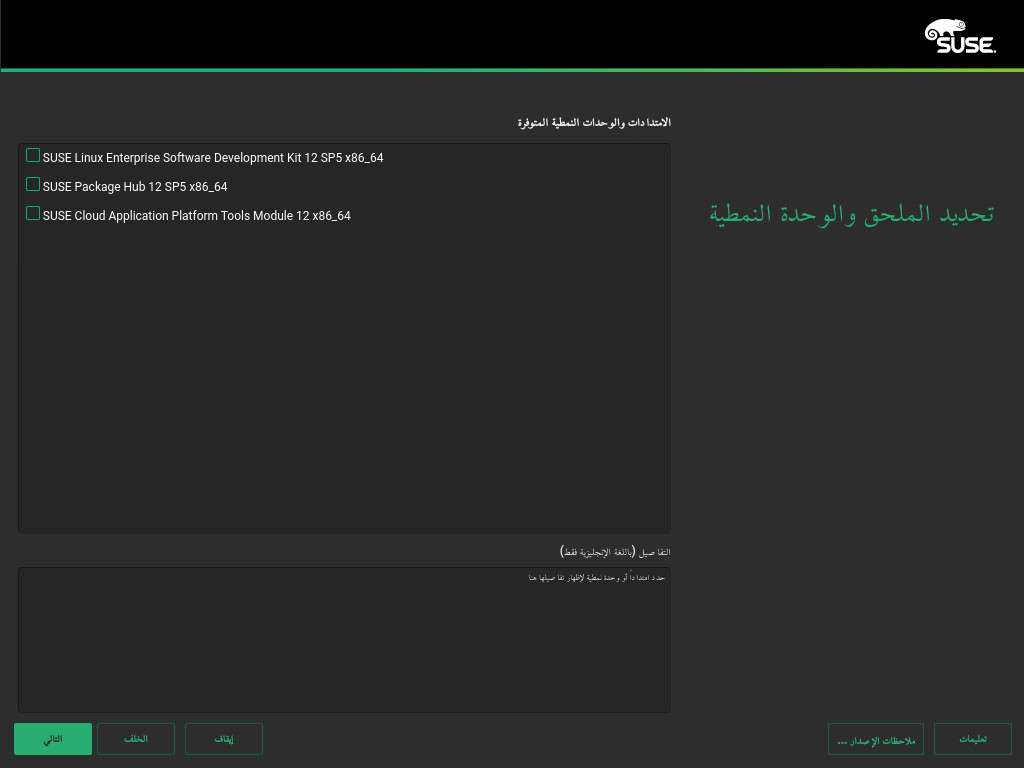 SUSE.
الامتدادات والوحدات النمطية المتوفرة
SUSE Linux Enterprise Software Development Kit 12 SP5 x86_64
SUSE Package Hub 12 SP5 x86_64
SUSE Cloud Application Platform Tools Module 12 x86_64
تحديد الملحق والوحدة النمطية
التفاصيل (باللغة الإنجليزية فقط)
حدد امتداداً أو وحدة نمطية لإظهار تفاصيلها هنا
تعليمات
ملاحظات الإصدار ...
إيقاف
الخلف
التالي